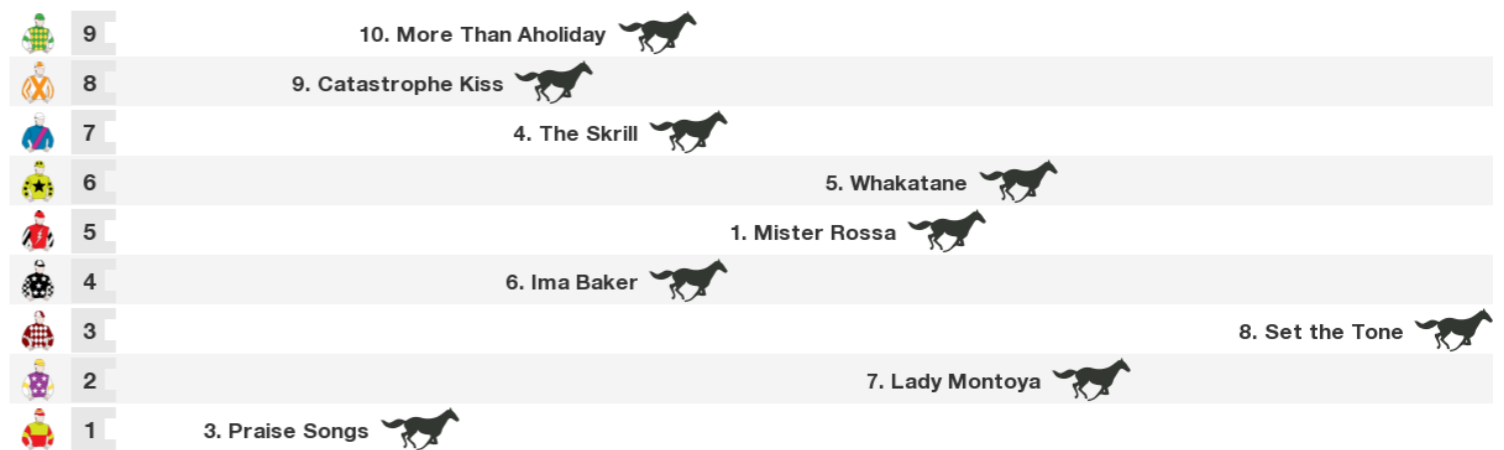 9 10. More Than Aholiday
8 9. Catastrophe Kiss
7 4. The Skrill
6 5. Whakatane
5 1. Mister Rossa
4 6. Ima Baker
3 8. Set the Tone
2 7. Lady Montoya
1 3. Praise Songs